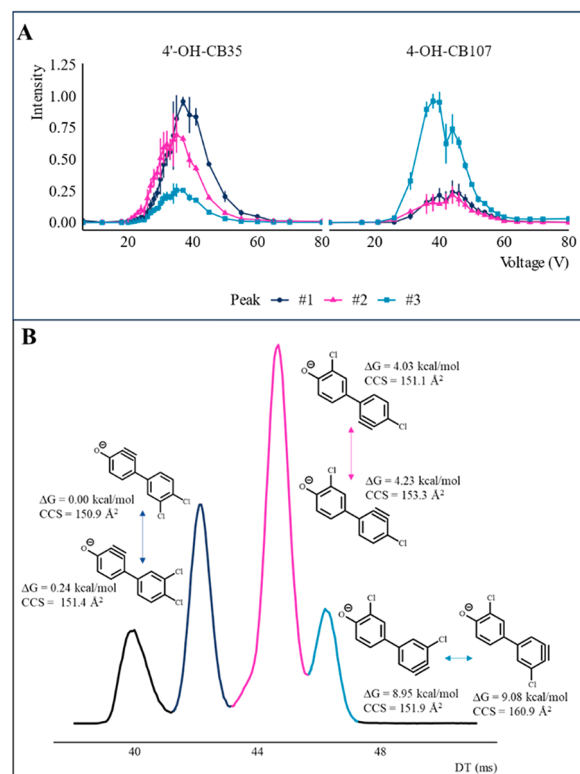 A
4'-OH-CB35
4-OH-CB107
Intensity
1.25
1.00
0.75
0.50
0.25
0.00
20
40
60
80
20
40
60
80
Voltage (V)
Peak #1 #2 #3
B
Cl
O⊖
ΔG = 4.03 kcal/mol
CCS = 151.1 Å²
Cl
O⊖
ΔG = 0.00 kcal/mol
CCS = 150.9 Å²
Cl
Cl
Cl
O⊖
ΔG = 4.23 kcal/mol
CCS = 153.3 Å²
Cl
O⊖
ΔG = 0.24 kcal/mol
CCS = 151.4 Å²
Cl
Cl
O⊖
Cl
Cl
ΔG = 8.95 kcal/mol
CCS = 151.9 Å²
O⊖
Cl
Cl
ΔG = 9.08 kcal/mol
CCS = 160.9 Å²
40
44
48
DT (ms)